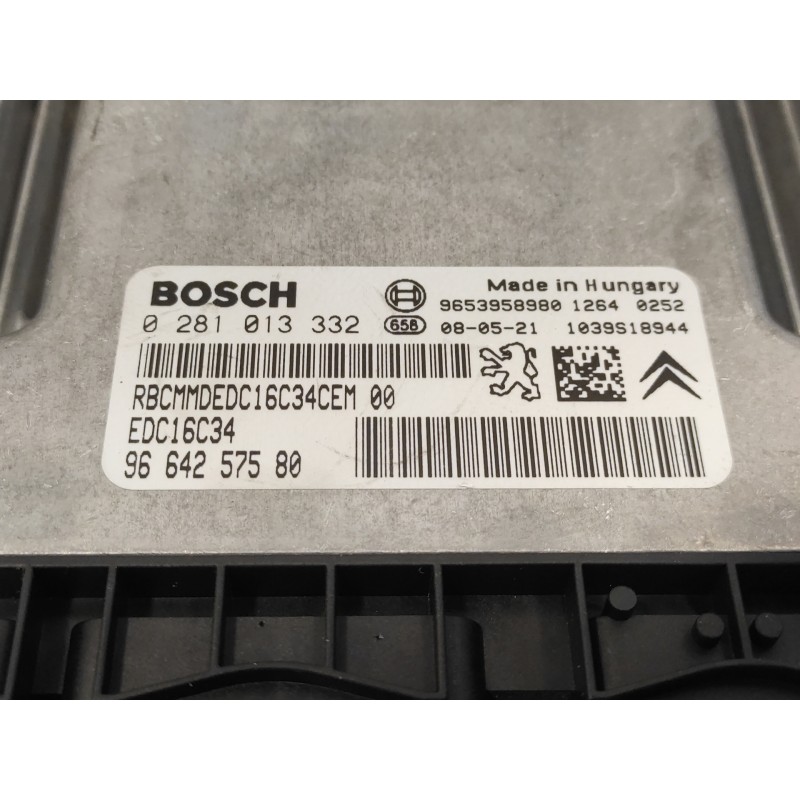 BOSCH
Made in Hungary
9653958980 1264 0252
0 281 013 332
658 08-05-21 1039S18944
RBCMMDEDC16C34CEM 00
EDC16C34
96 642 575 80